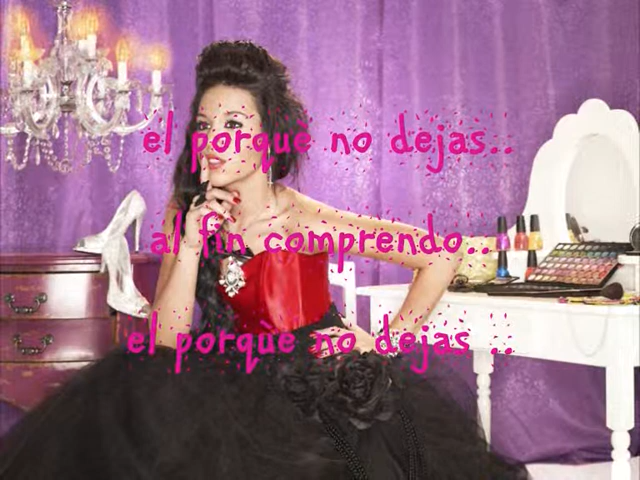 el porquè no dejas..
al fin comprendo..
el porquè no dejas ..